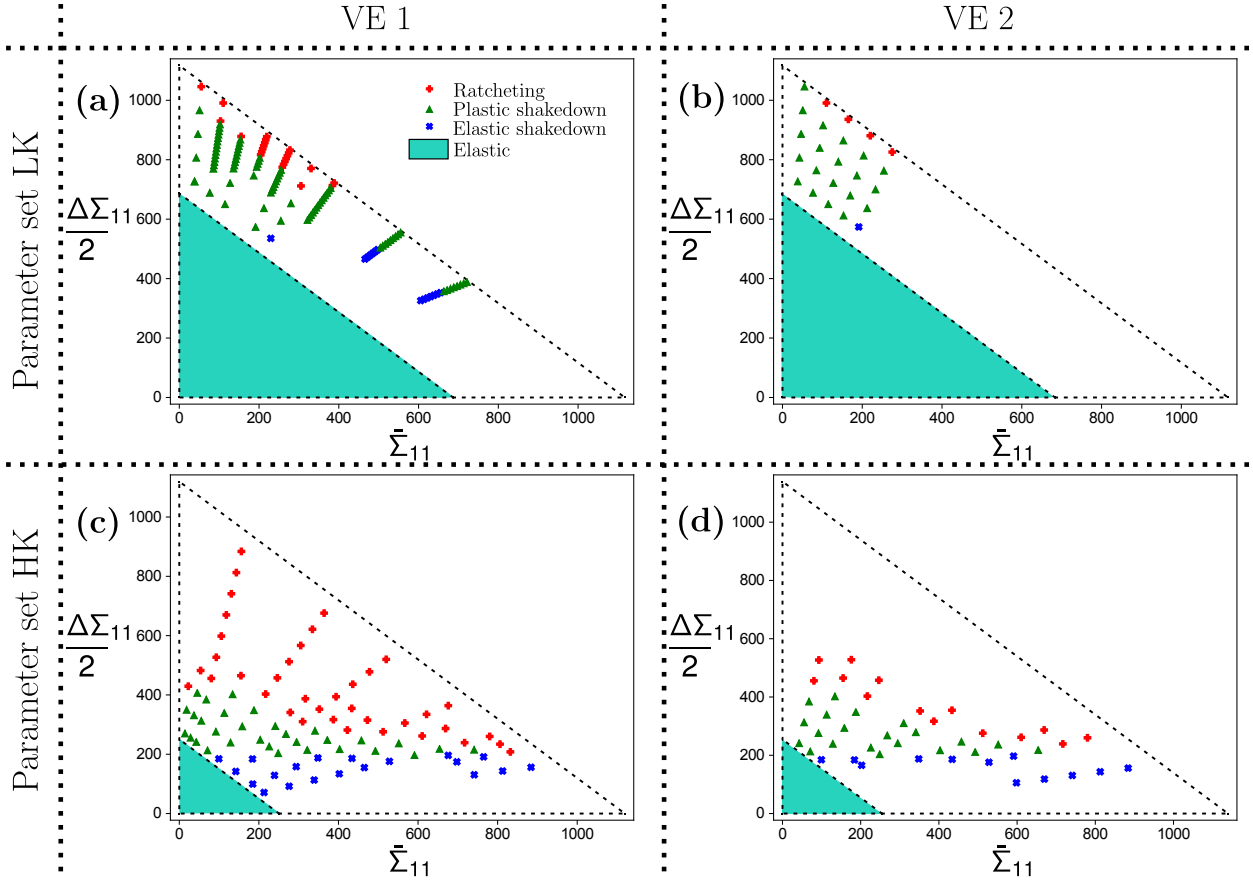 VE 1
VE 2
Parameter set LK
(a)
Ratcheting
Plastic shakedown
Elastic shakedown
Elastic
ΔΣ₁₁
2
1000
800
600
400
200
0
0 200 400 600 800 1000
Σ̄₁₁
(b)
ΔΣ₁₁
2
1000
800
600
400
200
0
0 200 400 600 800 1000
Σ̄₁₁
Parameter set HK
(c)
ΔΣ₁₁
2
1000
800
600
400
200
0
0 200 400 600 800 1000
Σ̄₁₁
(d)
ΔΣ₁₁
2
1000
800
600
400
200
0
0 200 400 600 800 1000
Σ̄₁₁